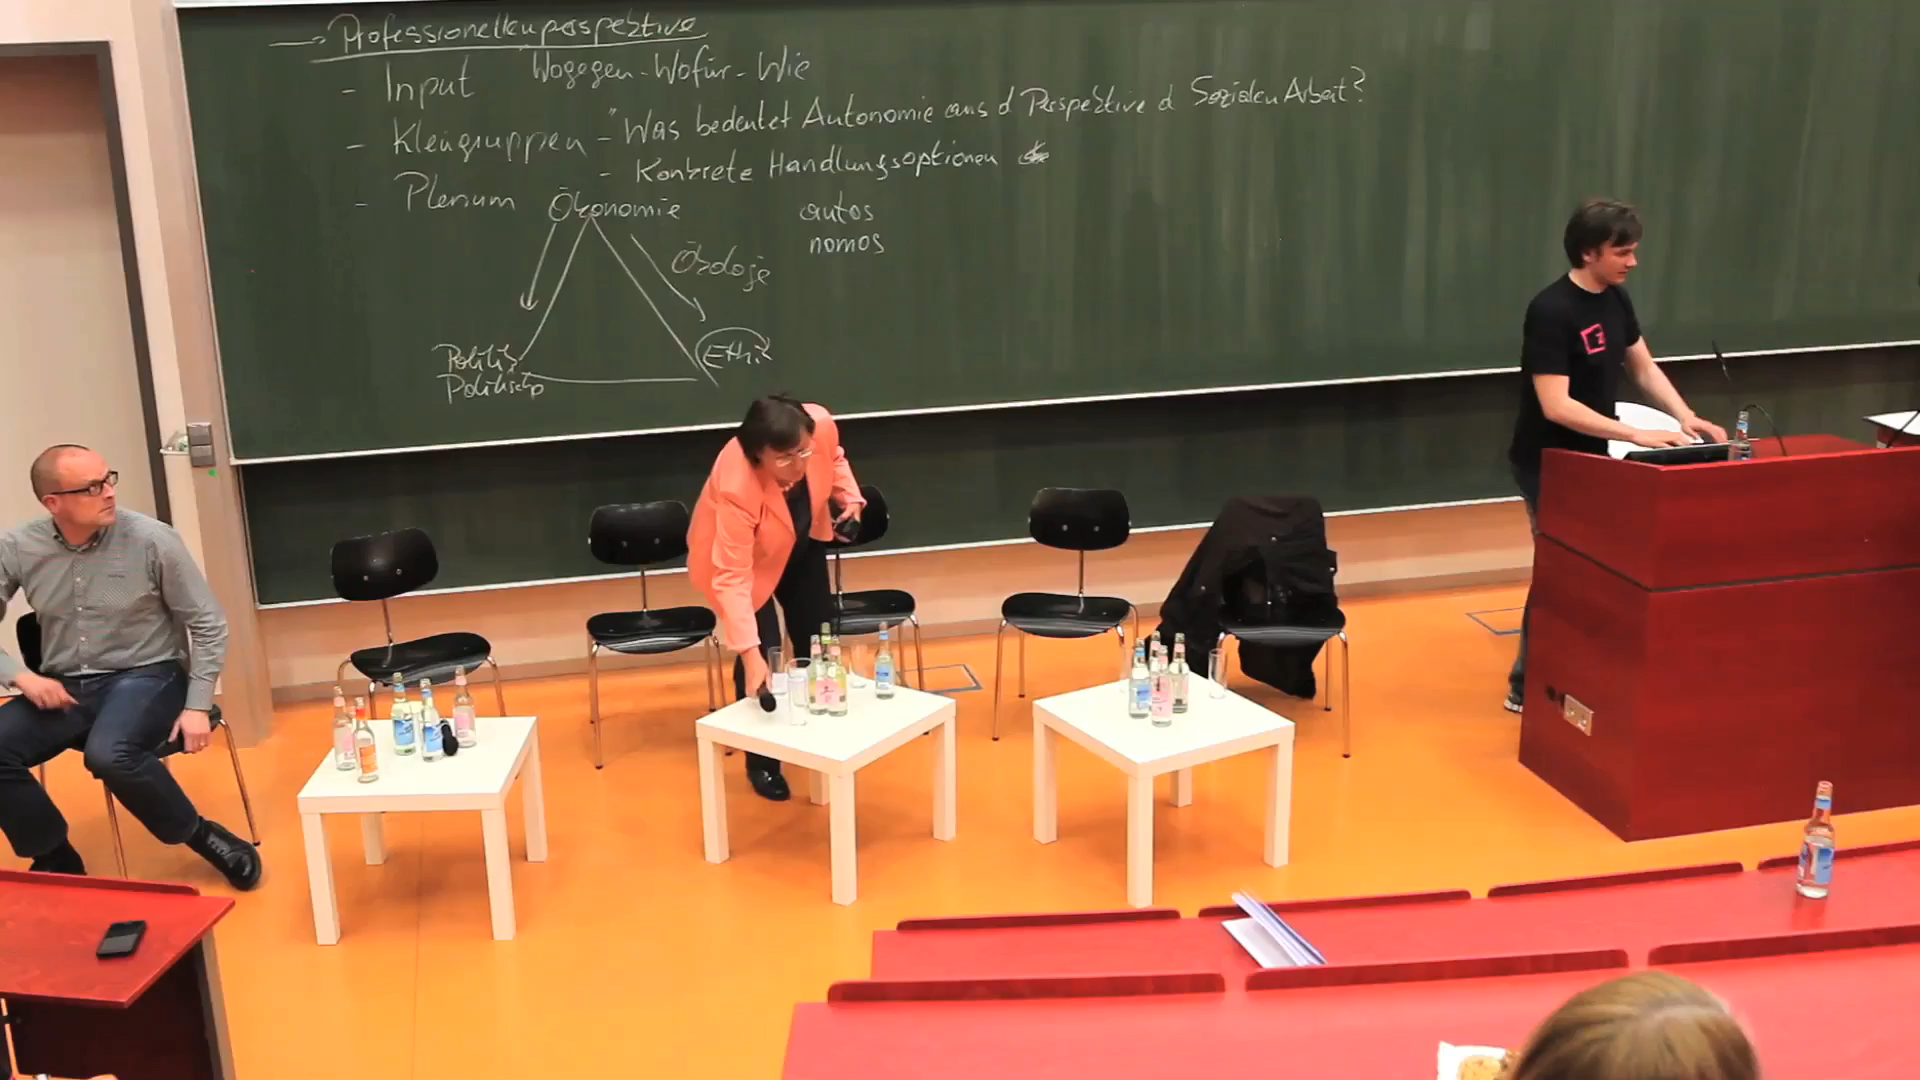 → Professionellenperspektive
- Input Wogegen - Wofür - Wie
- Kleingruppen - "Was bedeutet Autonomie aus d Perspektive d Sozialen Arbeit?
- Konkrete Handlungsoptionen
- Plenum Ökonomie autos
nomos
Ökologie
Politik Ethik